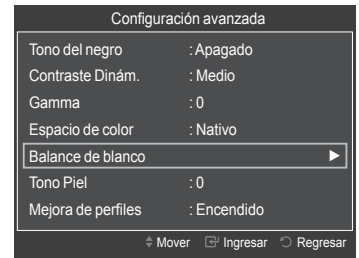 Configuración avanzada
Tono del negro : Apagado
Contraste Dinám. : Medio
Gamma : 0
Espacio de color : Nativo
Balance de blanco ►
Tono Piel : 0
Mejora de perfiles : Encendido
Mover Ingresar Regresar